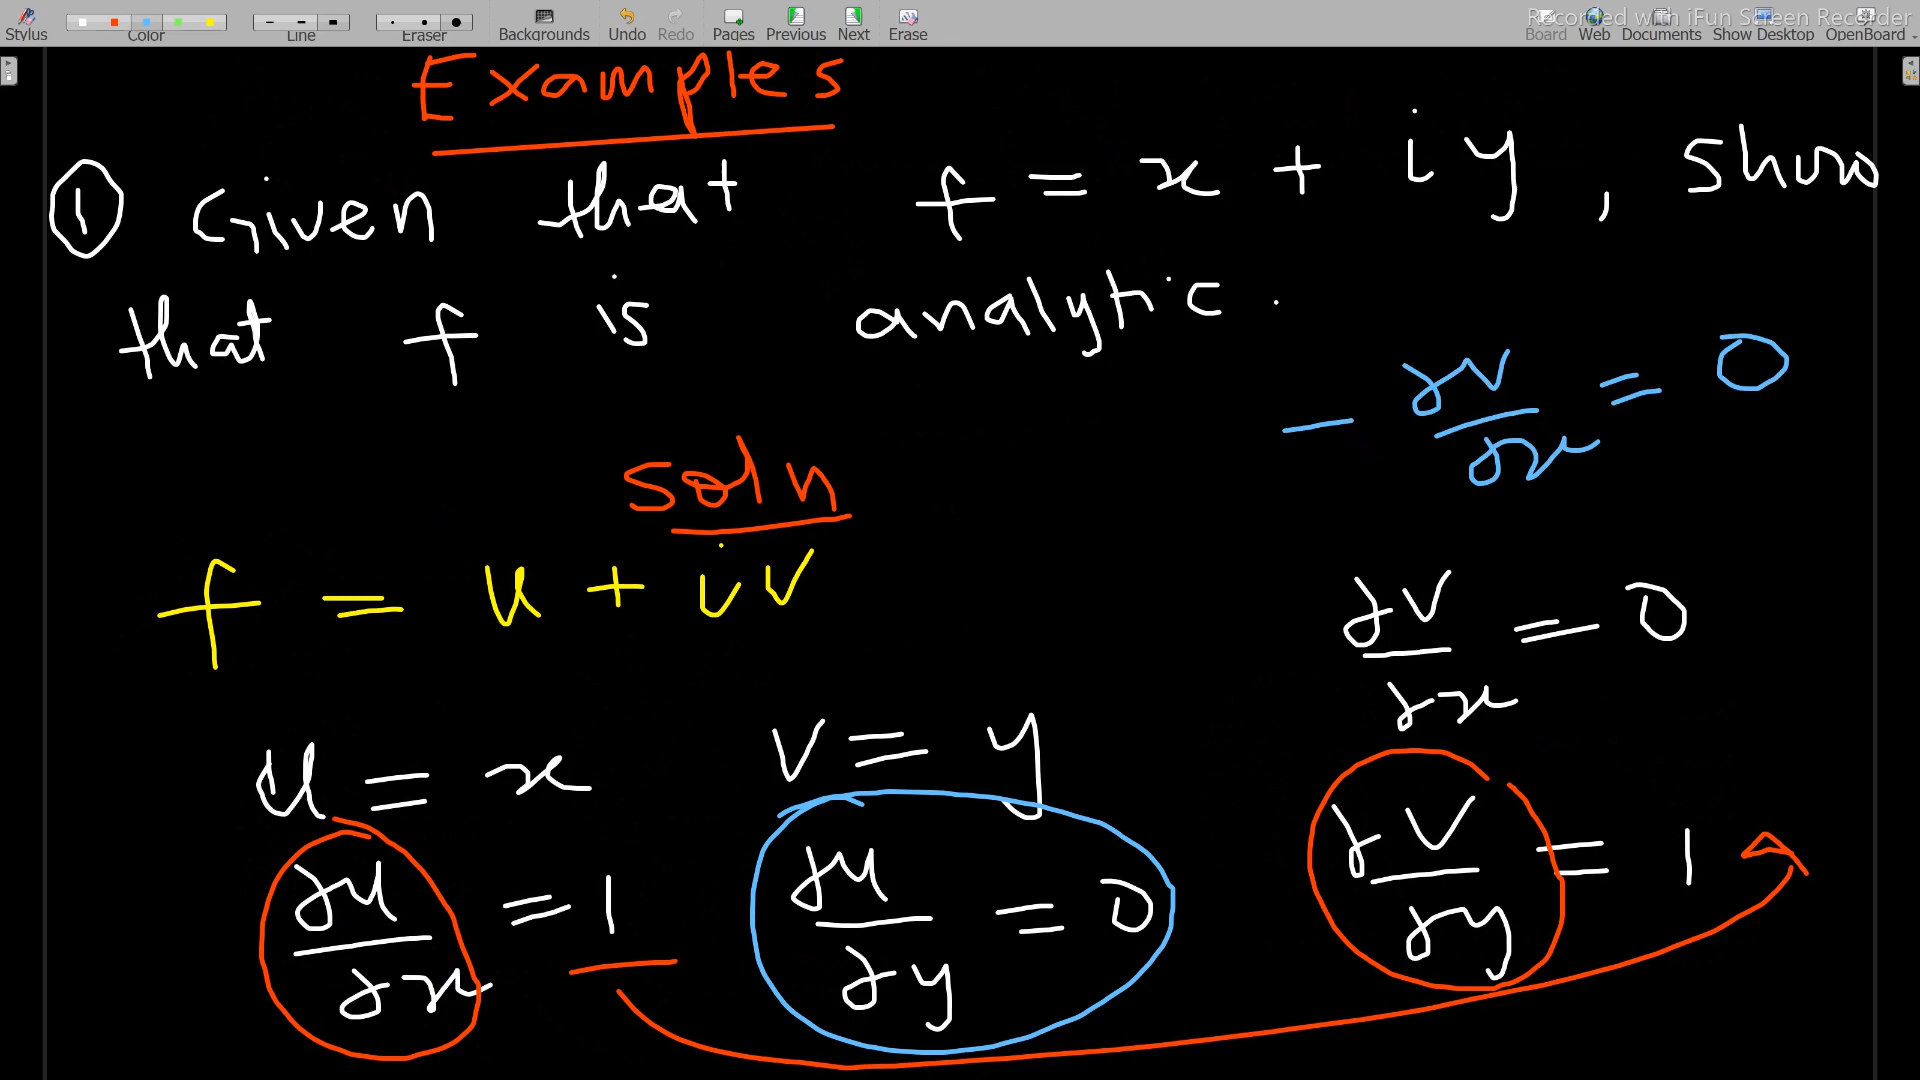 Recorded with iFun Screen Recorder
Stylus Color Line Eraser Backgrounds Undo Redo Pages Previous Next Erase Board Web Documents Show Desktop OpenBoard
Examples
① Given that f = x + iy, show
that f is analytic.
- ∂v/∂x = 0
Soln
f = u + iv
∂v/∂x = 0
u = x v = y
∂u/∂x = 1 ∂u/∂y = 0 ∂v/∂y = 1